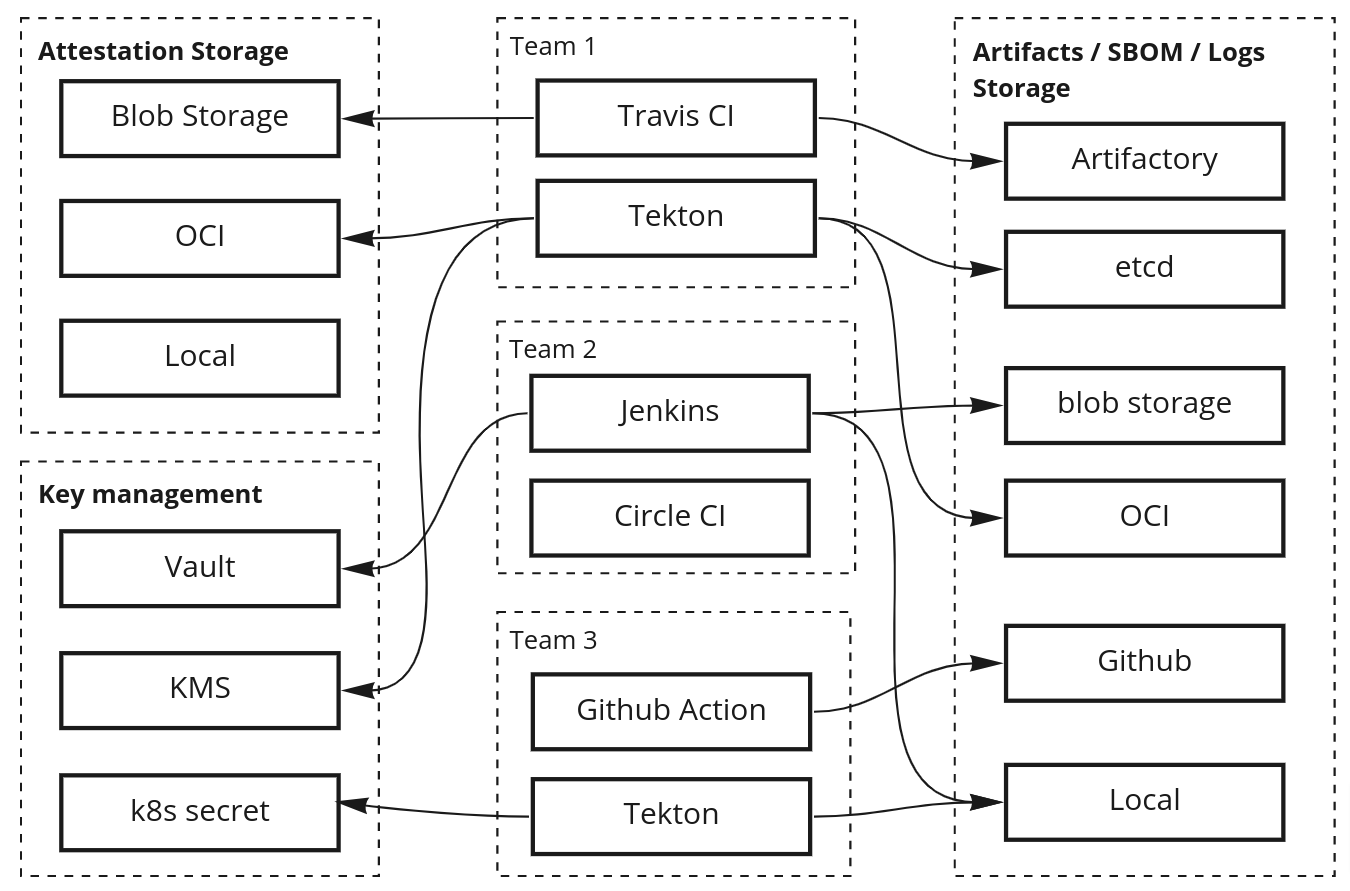 Attestation Storage
Blob Storage
OCI
Local
Key management
Vault
KMS
k8s secret
Team 1
Travis CI
Tekton
Team 2
Jenkins
Circle CI
Team 3
Github Action
Tekton
Artifacts / SBOM / Logs
Storage
Artifactory
etcd
blob storage
OCI
Github
Local